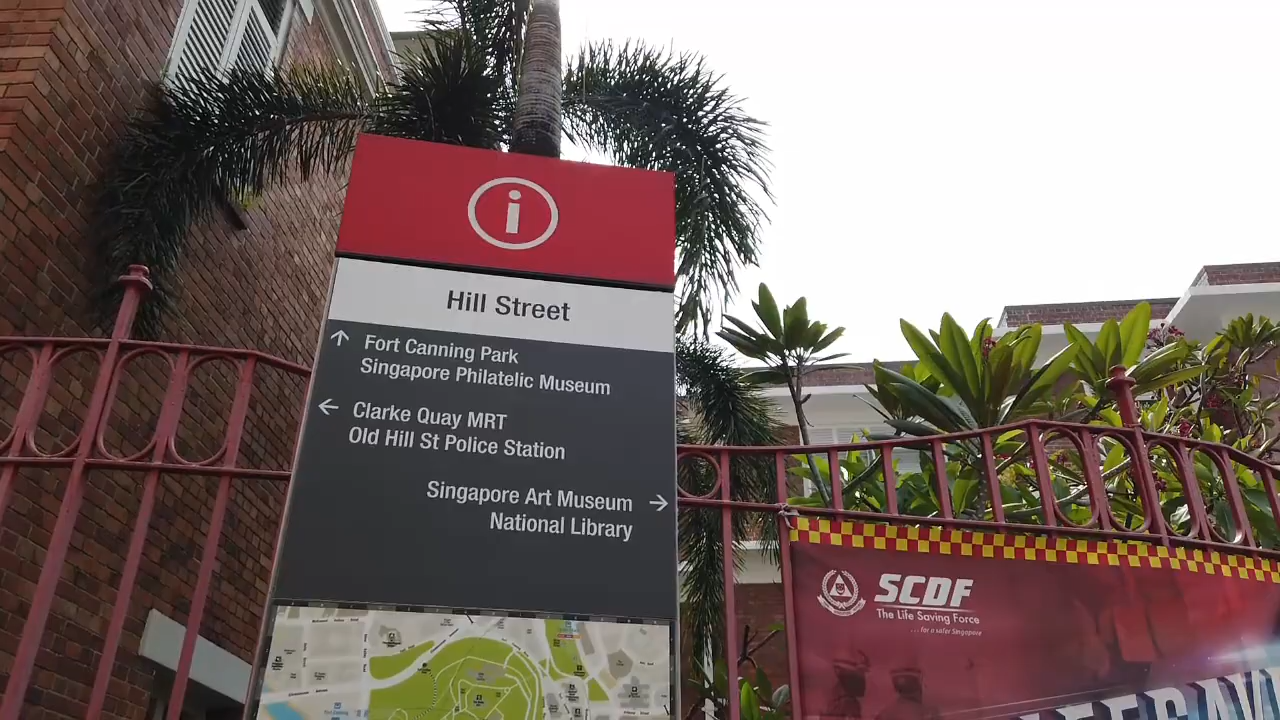 i
Hill Street
↑ Fort Canning Park
Singapore Philatelic Museum
← Clarke Quay MRT
Old Hill St Police Station
Singapore Art Museum →
National Library
SCDF
The Life Saving Force
... for a safer Singapore